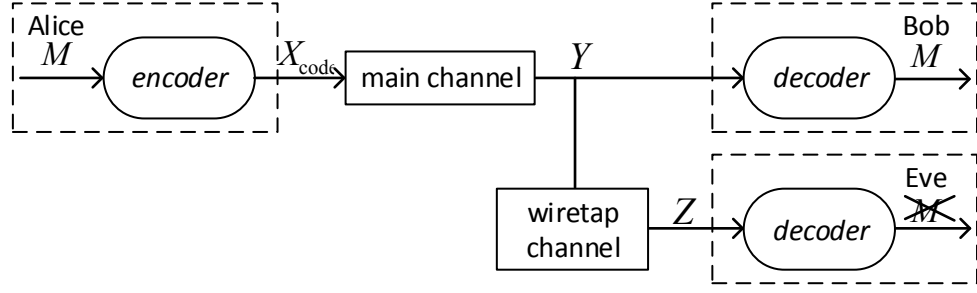 Alice
M
encoder
X_code
main channel
Y
decoder
Bob
M
wiretap
channel
Z
decoder
Eve
M